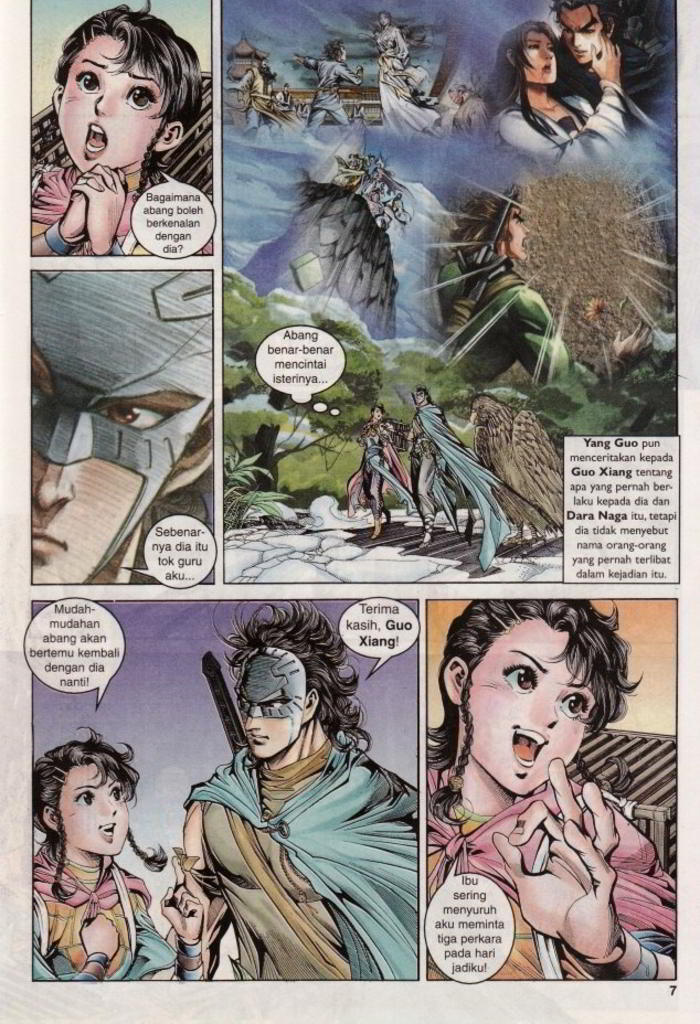 Bagaimana
abang boleh
berkenalan
dengan
dia?
Sebenar-
nya dia itu
tok guru
aku...
Abang
benar-benar
mencintai
isterinya...
Yang Guo pun
menceritakan kepada
Guo Xiang tentang
apa yang pernah ber-
laku kepada dia dan
Dara Naga itu, tetapi
dia tidak menyebut
nama orang-orang
yang pernah terlibat
dalam kejadian itu.
Mudah-
mudahan
abang akan
bertemu kembali
dengan dia
nanti!
Terima
kasih, Guo
Xiang!
Ibu
sering
menyuruh
aku meminta
tiga perkara
pada hari
jadiku!
7